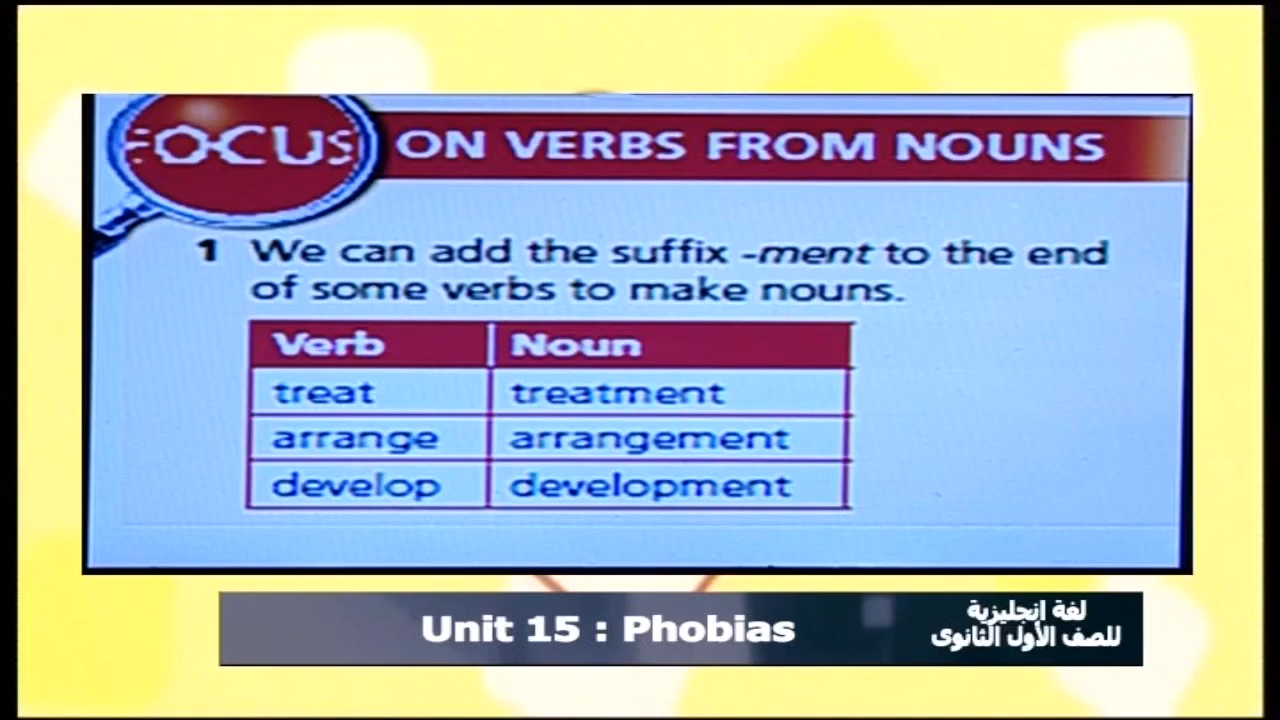 FOCUS ON VERBS FROM NOUNS
1 We can add the suffix -ment to the end
of some verbs to make nouns.
Verb Noun
treat treatment
arrange arrangement
develop development
Unit 15 : Phobias
لغة إنجليزية
للصف الأول الثانوى